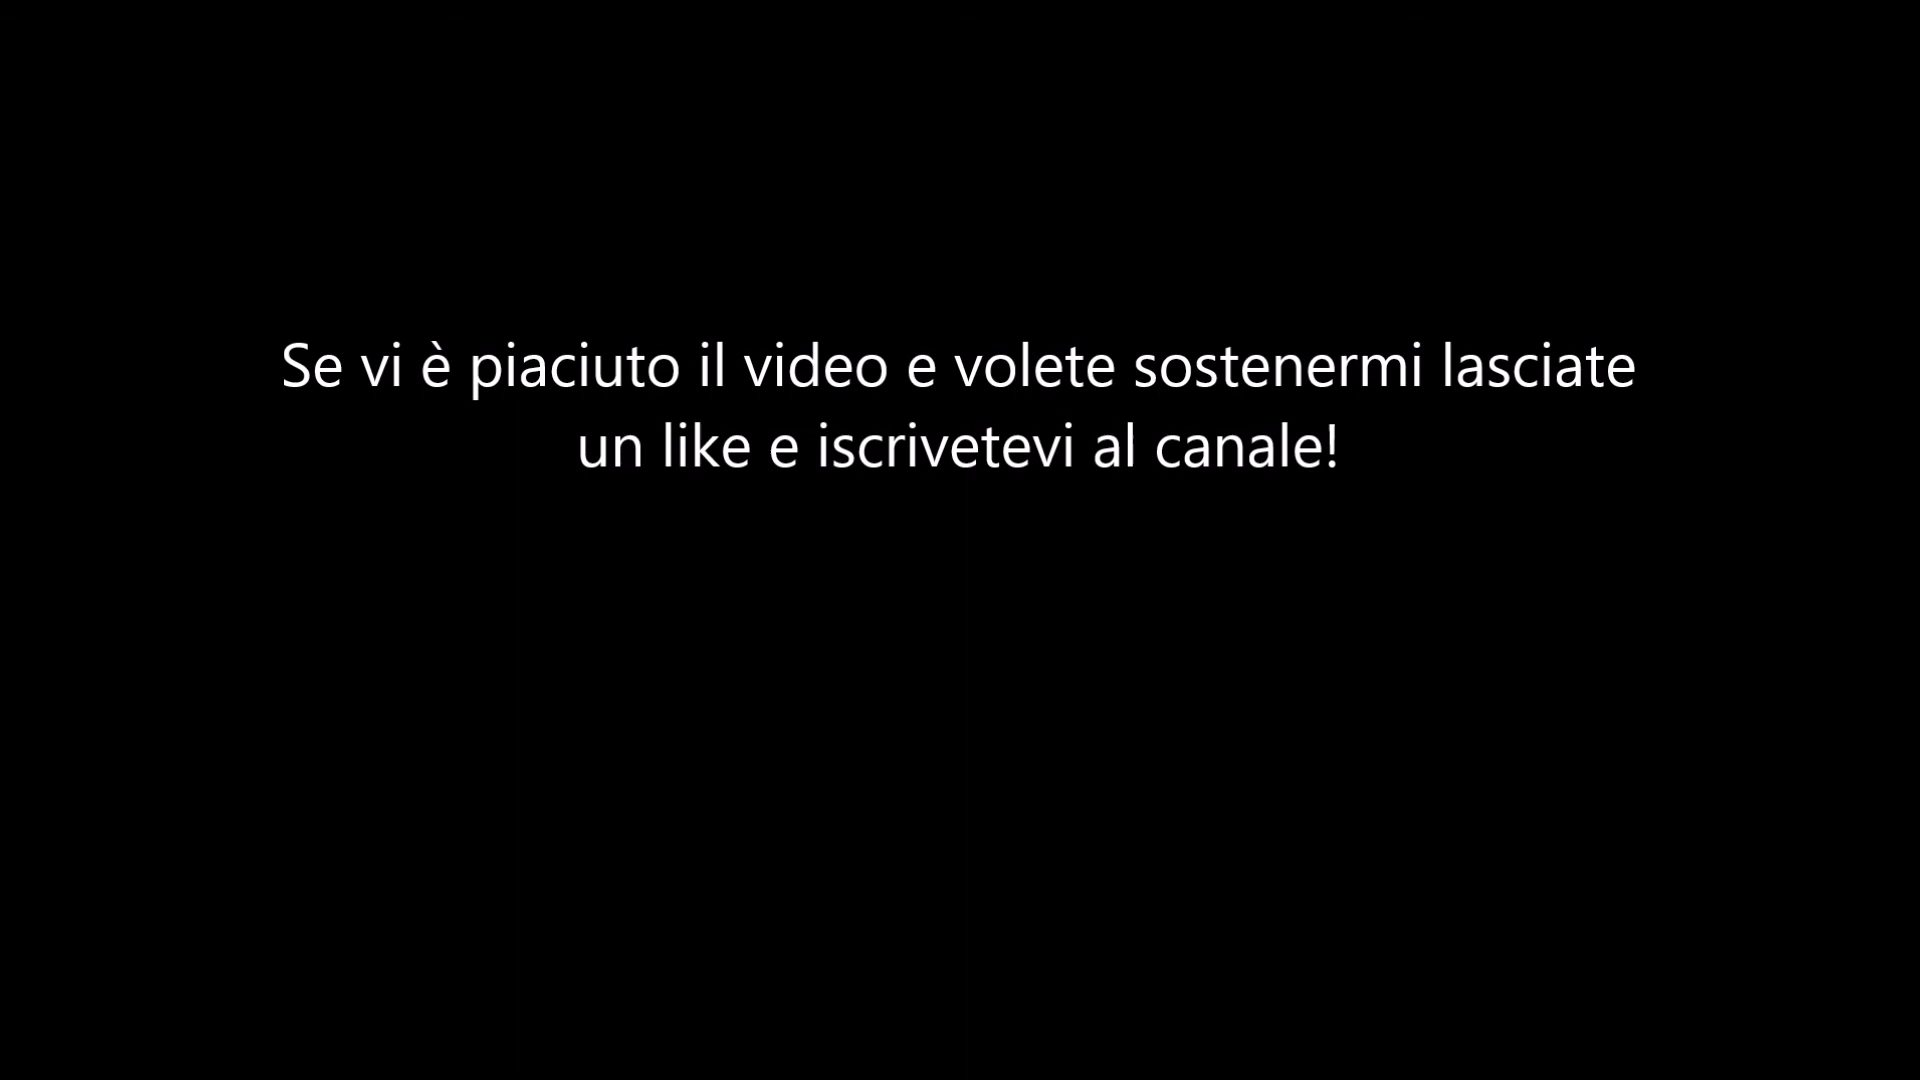 Se vi è piaciuto il video e volete sostenermi lasciate
un like e iscrivetevi al canale!